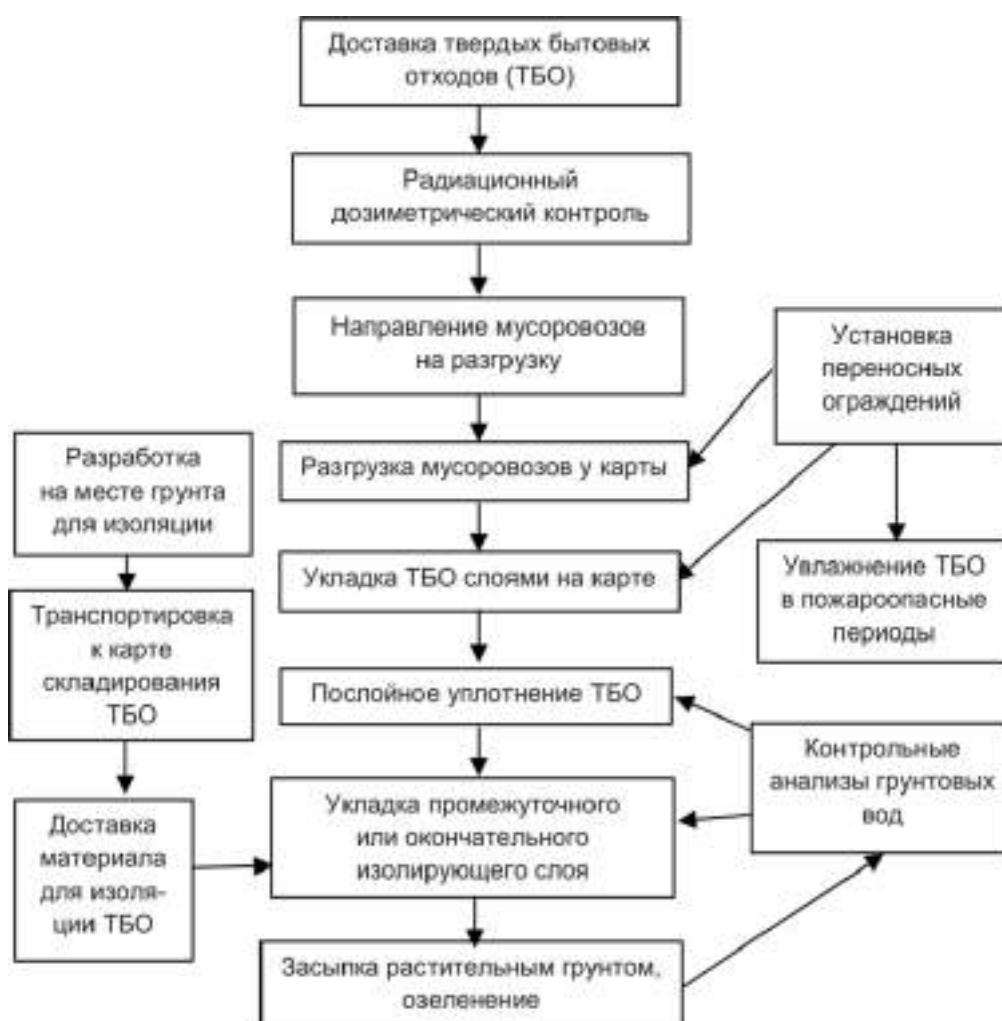 Доставка твердых бытовых
отходов (ТБО)
Радиационный
дозиметрический контроль
Направление мусоровозов
на разгрузку
Установка
переносных
ограждений
Разработка
на месте грунта
для изоляции
Разгрузка мусоровозов у карты
Укладка ТБО слоями на карте
Увлажнение ТБО
в пожароопасные
периоды
Транспортировка
к карте
складирования
ТБО
Послойное уплотнение ТБО
Контрольные
анализы грунтовых
вод
Доставка
материала
для изоля-
ции ТБО
Укладка промежуточного
или окончательного
изолирующего слоя
Засыпка растительным грунтом,
озеленение